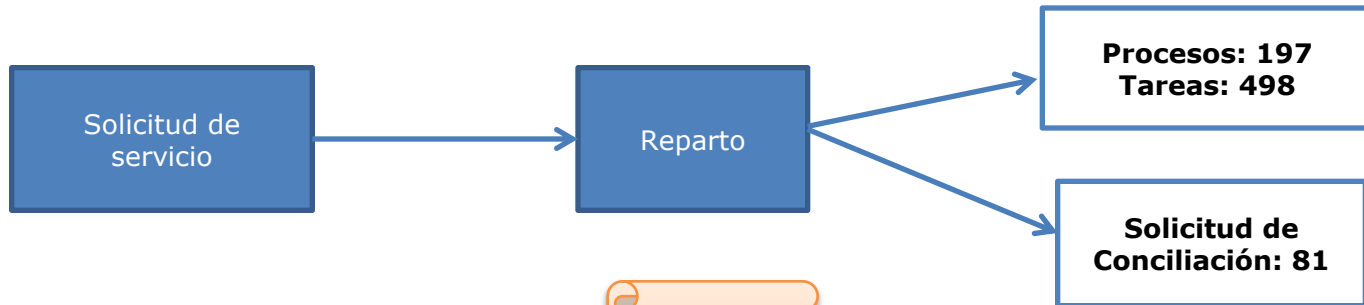 Solicitud de
servicio
Reparto
Procesos: 197
Tareas: 498
Solicitud de
Conciliación: 81